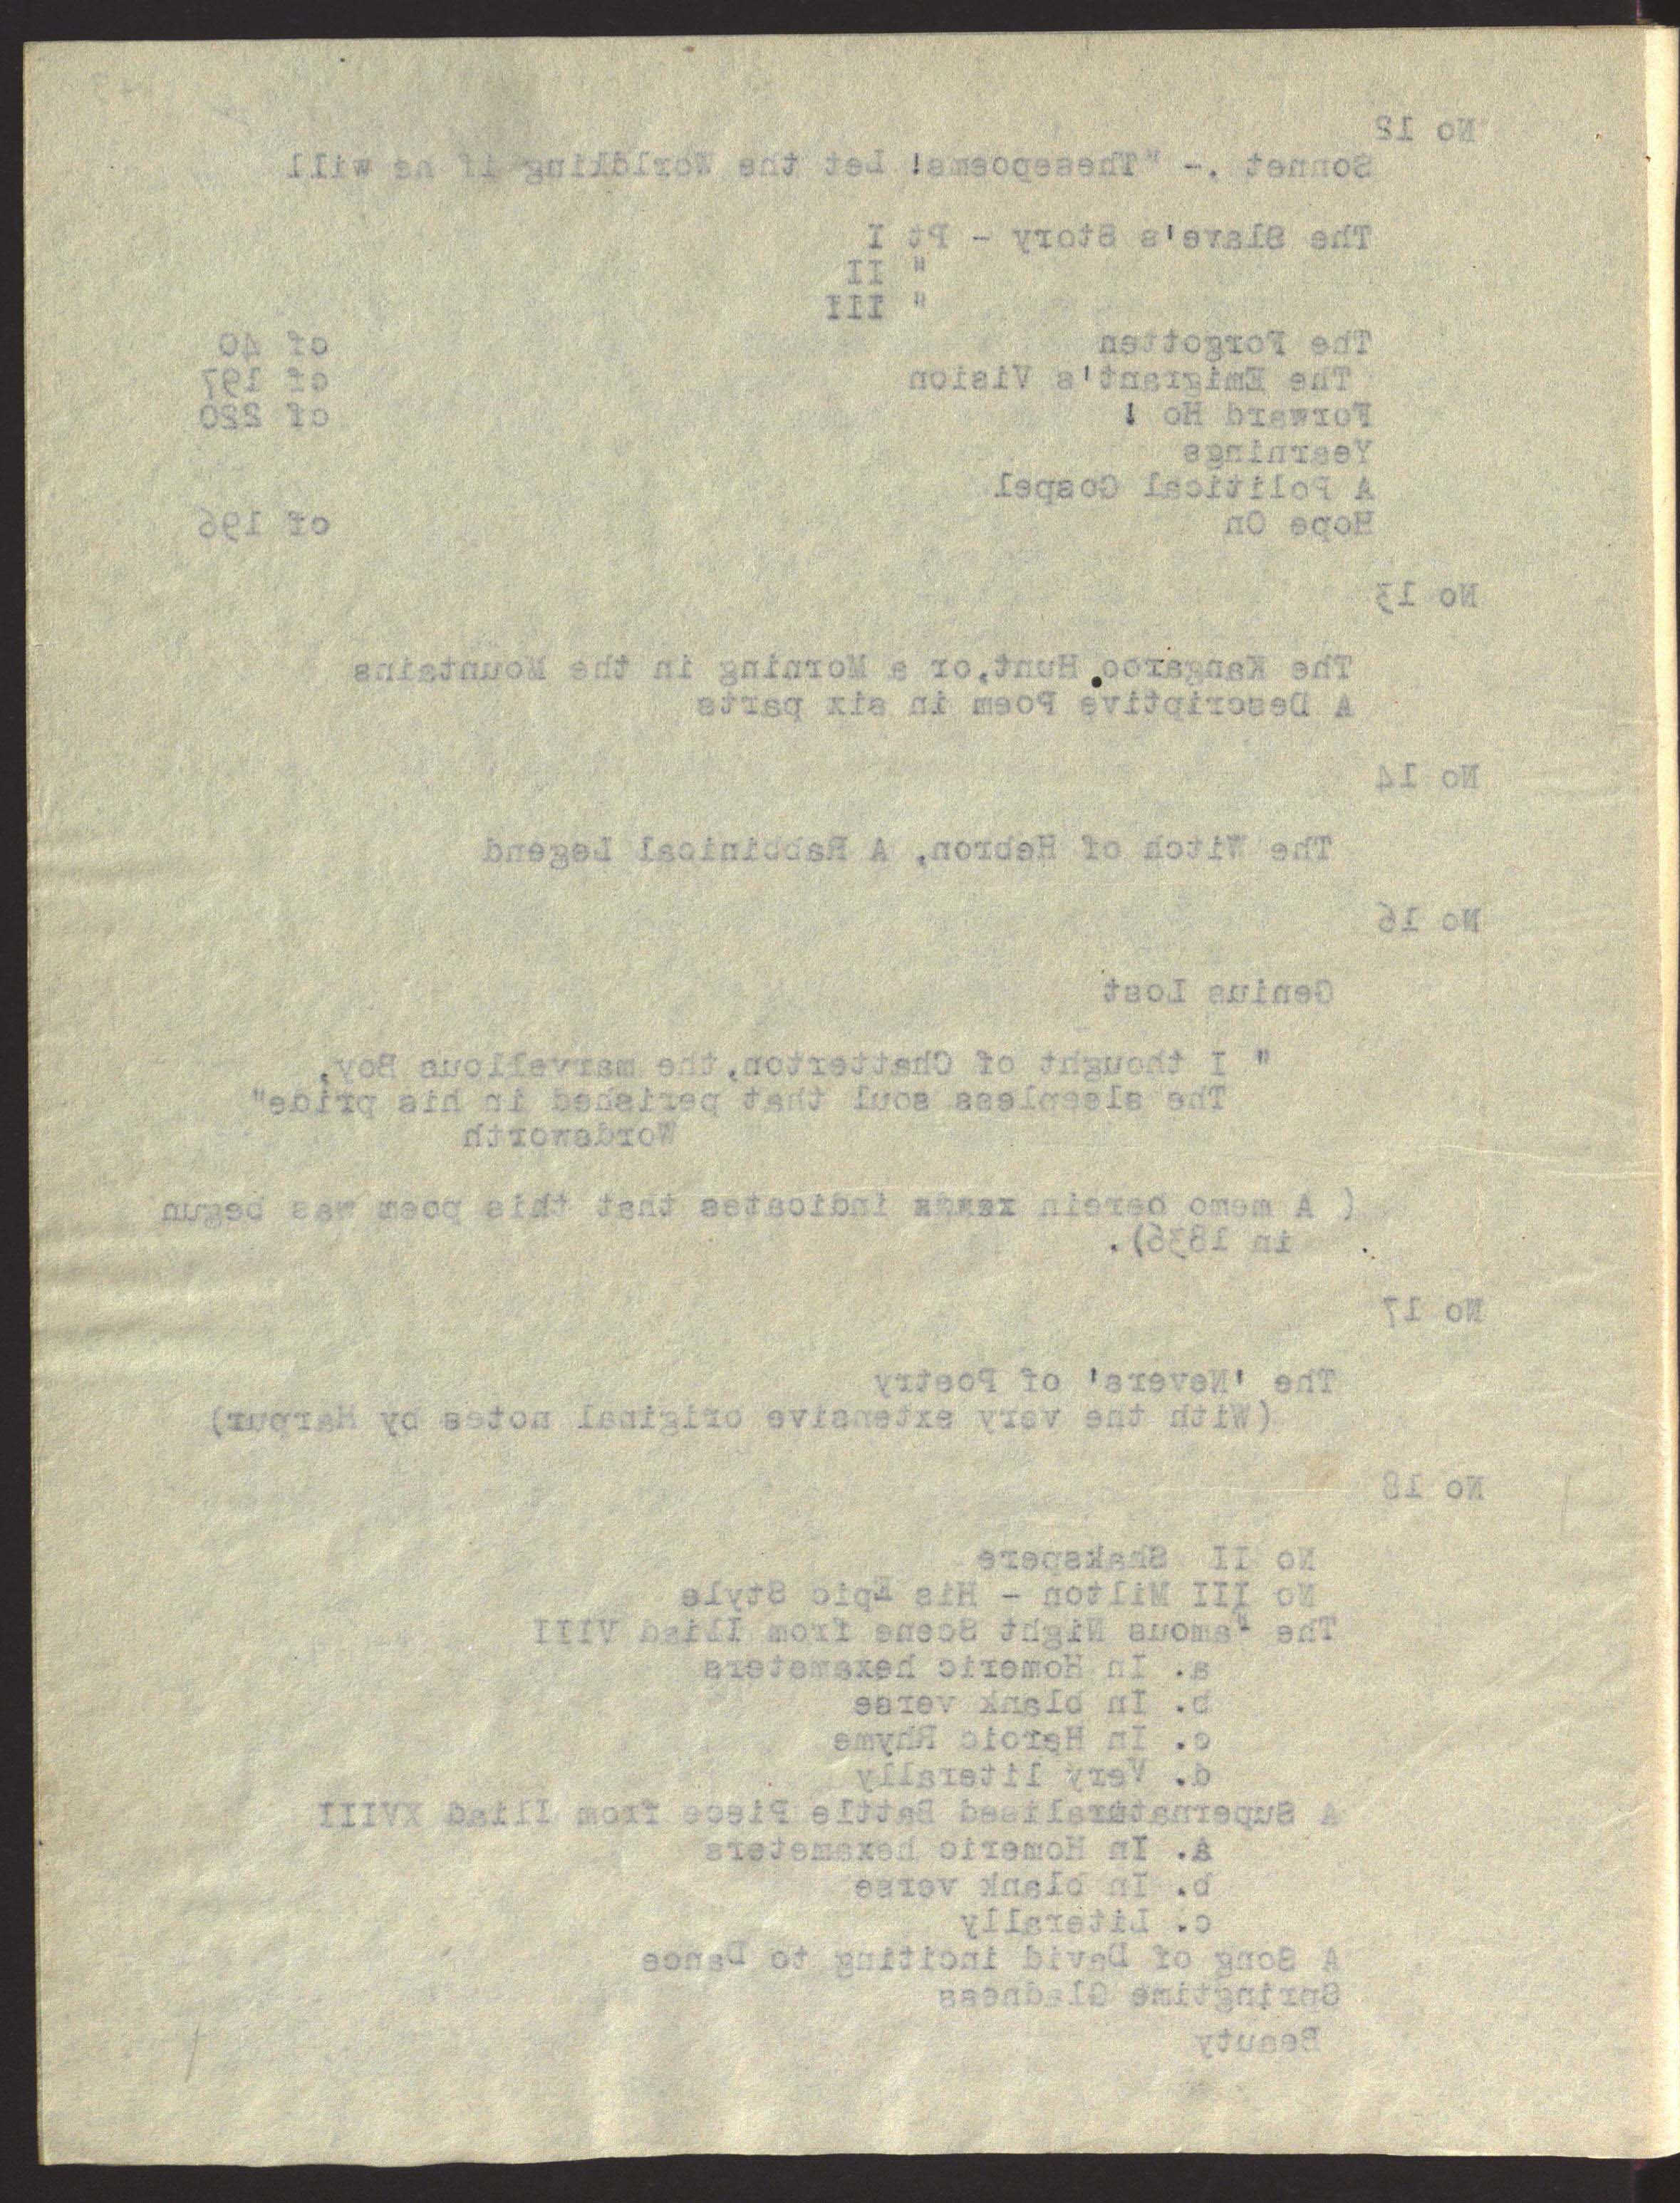 No 12
Sonnet .- "Thesepoems! Let the Worldling if he will
The Slave's Story - Pt I
" II
" III
The Forgotten cf 40
The Emigrant's Vision cf 197
Forward Ho ! cf 220
Yearnings
A Political Gospel
Hope On cf 196
No 13
The Kangaroo Hunt,or a Morning in the Mountains
A Descriptive Poem in six parts
No 14
The Witch of Hebron, A Rabbinical Legend
No 16
Genius Lost
" I thought of Chatterton,the marvellous Boy,
The sleepless soul that perished in his pride"
Wordsworth
( A memo herein indicates that this poem was begun
in 1836).
No 17
The 'Nevers' of Poetry
(With the very extensive original notes by Harpur)
No 18
No II Shakspere
No III Milton - His Epic Style
The Famous Night Scene from Iliad VIII
a. In Homeric hexameters
b. In blank verse
c. In Heroic Rhyme
d. Very literally
A Supernaturalised Battle Piece from Iliad XVIII
a. In Homeric hexameters
b. In blank verse
c. Literally
A Song of David inciting to Dance
Springtime Gladness
Beauty